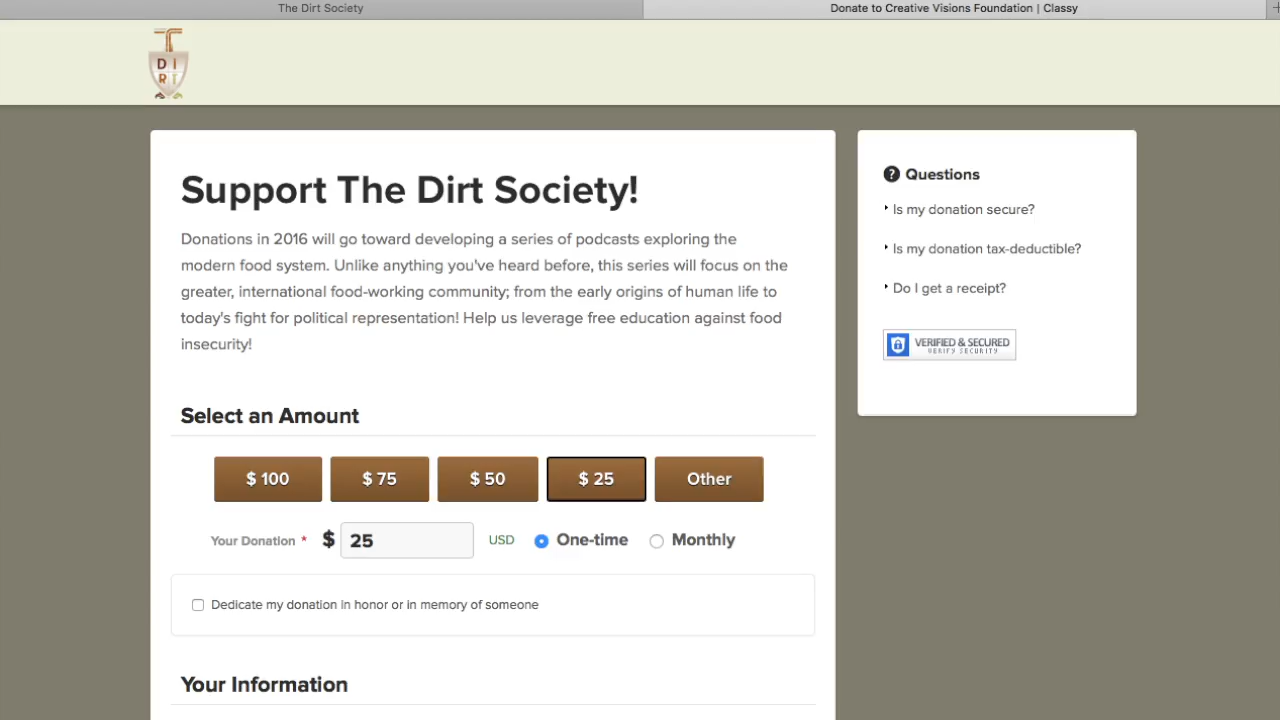 The Dirt Society
Donate to Creative Visions Foundation | Classy
D I
R T
Support The Dirt Society!
Donations in 2016 will go toward developing a series of podcasts exploring the
modern food system. Unlike anything you've heard before, this series will focus on the
greater, international food-working community; from the early origins of human life to
today's fight for political representation! Help us leverage free education against food
insecurity!
Select an Amount
$ 100 $ 75 $ 50 $ 25 Other
Your Donation * $ 25 USD One-time Monthly
Dedicate my donation in honor or in memory of someone
Your Information
? Questions
Is my donation secure?
Is my donation tax-deductible?
Do I get a receipt?
VERIFIED & SECURED
VERIFY SECURITY